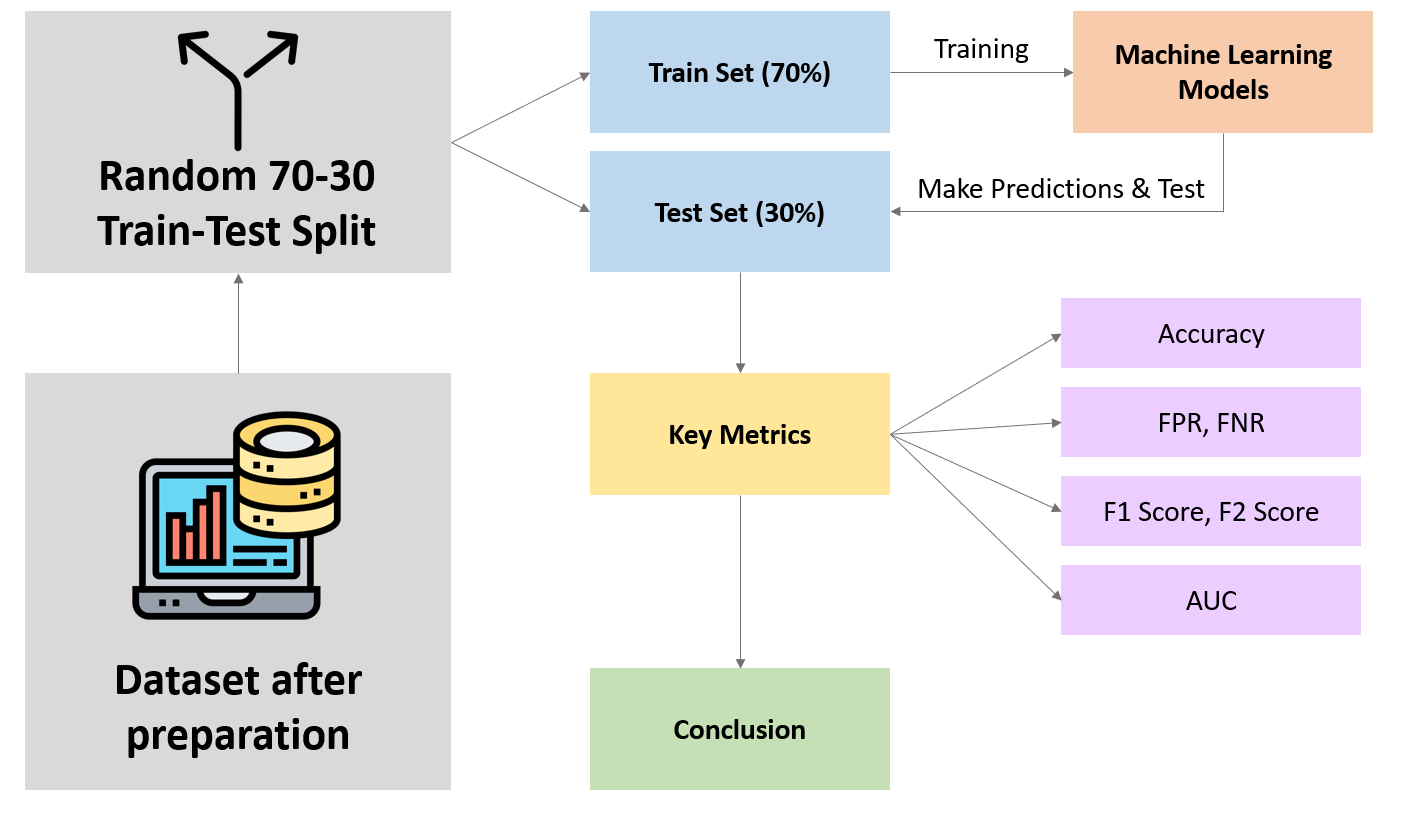 Random 70-30
Train-Test Split
Dataset after
preparation
Train Set (70%)
Training
Machine Learning
Models
Make Predictions & Test
Test Set (30%)
Key Metrics
Accuracy
FPR, FNR
F1 Score, F2 Score
AUC
Conclusion